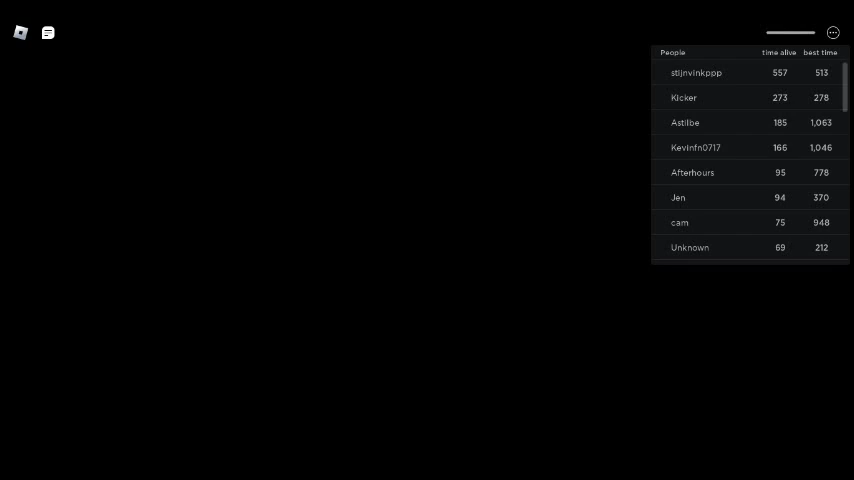 People time alive best time
stijnvinkppp 557 513
Kicker 273 278
Astilbe 185 1,063
Kevinfn0717 166 1,046
Afterhours 95 778
Jen 94 370
cam 75 948
Unknown 69 212